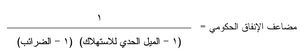 ١
مضاعف الإنفاق الحكومي =
(١ – الميل الحدي للاستهلاك) (١ – الضرائب)